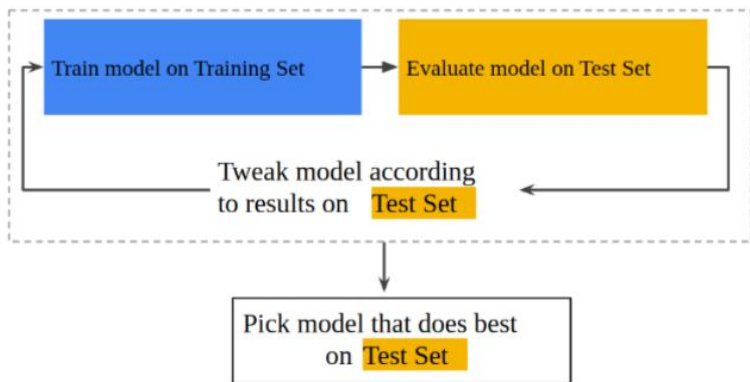 Train model on Training Set
Evaluate model on Test Set
Tweak model according
to results on Test Set
Pick model that does best
on Test Set